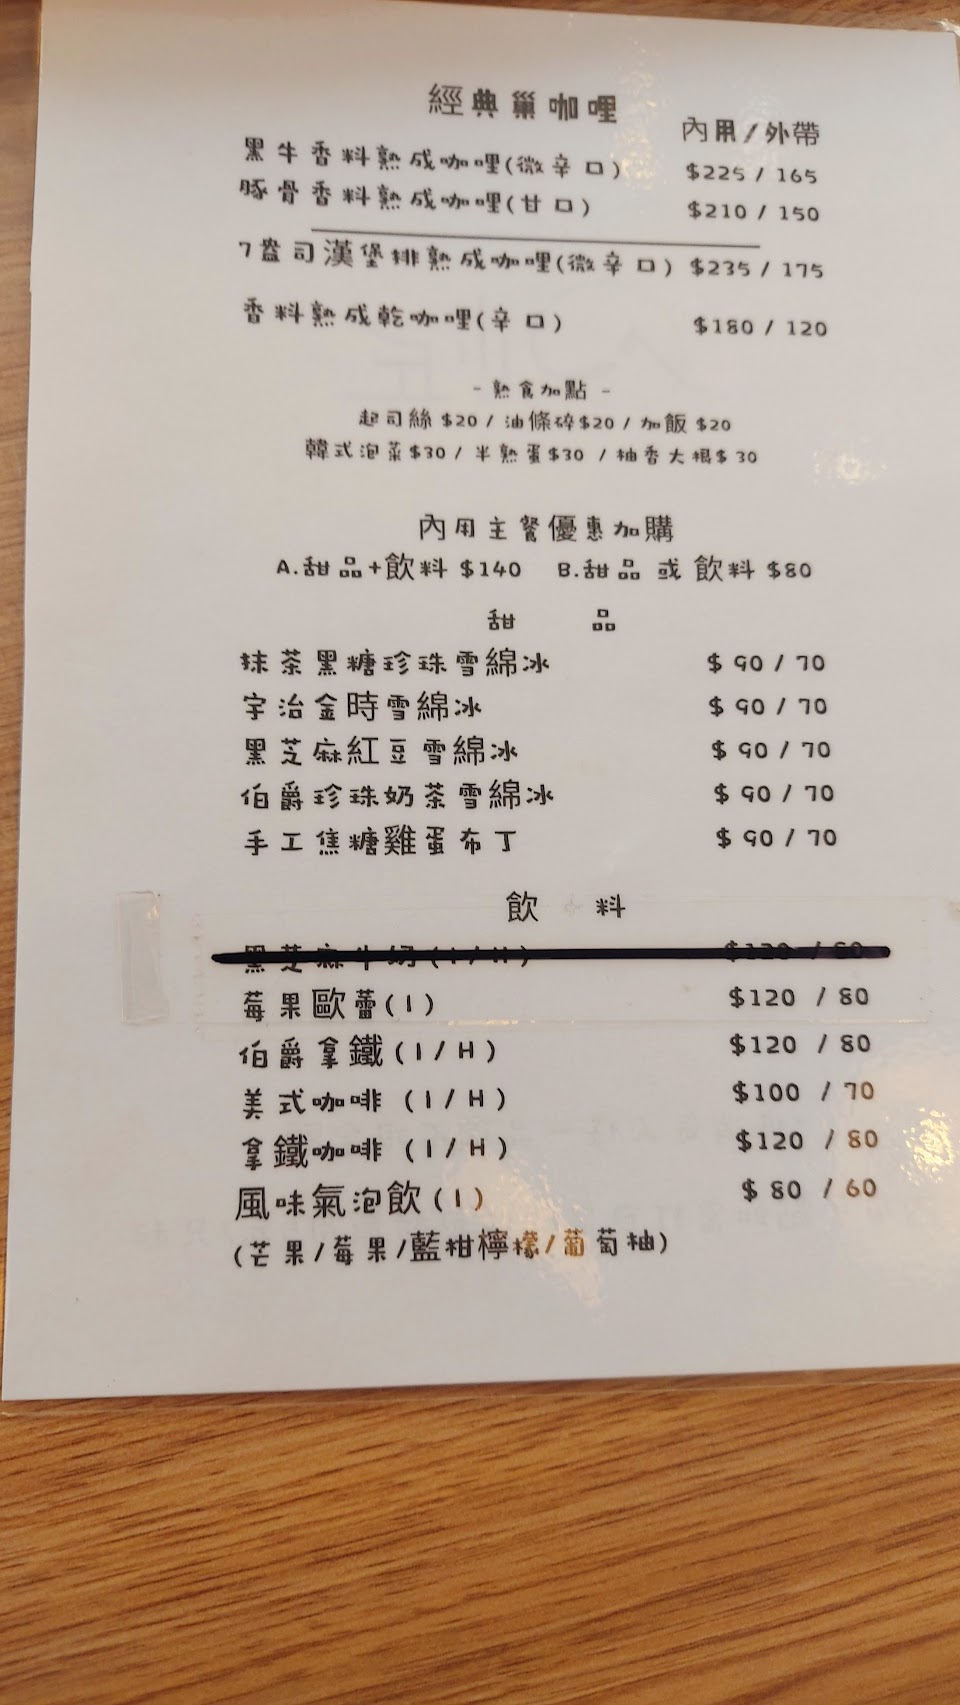 經典巢咖哩
內用/外帶
黑牛香料熟成咖哩(微辛口) $225 / 165
豚骨香料熟成咖哩(甘口) $210 / 150
7盎司漢堡排熟成咖哩(微辛口) $235 / 175
香料熟成乾咖哩(辛口) $180 / 120
- 熟食加點 -
起司絲 $20 / 油條碎$20 / 加飯 $20
韓式泡菜$30 / 半熟蛋$30 / 柚香大根$ 30
內用主餐優惠加購
A.甜品+飲料 $140 B.甜品 或 飲料 $80
甜 品
抹茶黑糖珍珠雪綿冰 $ 90 / 70
宇治金時雪綿冰 $ 90 / 70
黑芝麻紅豆雪綿冰 $ 90 / 70
伯爵珍珠奶茶雪綿冰 $ 90 / 70
手工焦糖雞蛋布丁 $ 90 / 70
飲 料
黑芝麻牛奶(I/H) $120 / 80
莓果歐蕾(I) $120 / 80
伯爵拿鐵(I/H) $120 / 80
美式咖啡 (I/H) $100 / 70
拿鐵咖啡 (I/H) $120 / 80
風味氣泡飲(I) $ 80 / 60
(芒果/莓果/藍柑檸檬/葡萄柚)